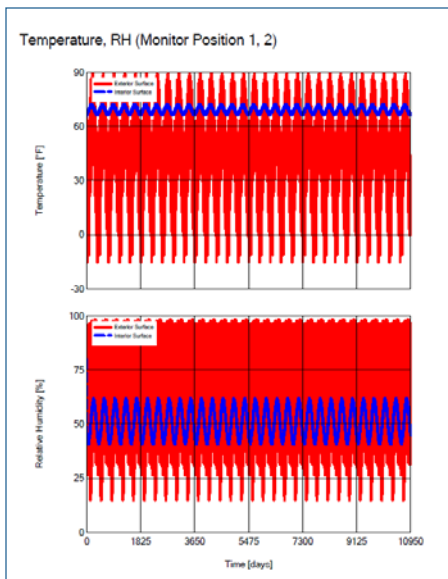 Temperature, RH (Monitor Position 1, 2)
90
Exterior Surface
Interior Surface
60
Temperature [°F]
30
0
-30
100
Exterior Surface
Interior Surface
75
Relative Humidity [%]
50
25
0
0 1825 3650 5475 7300 9125 10950
Time [days]